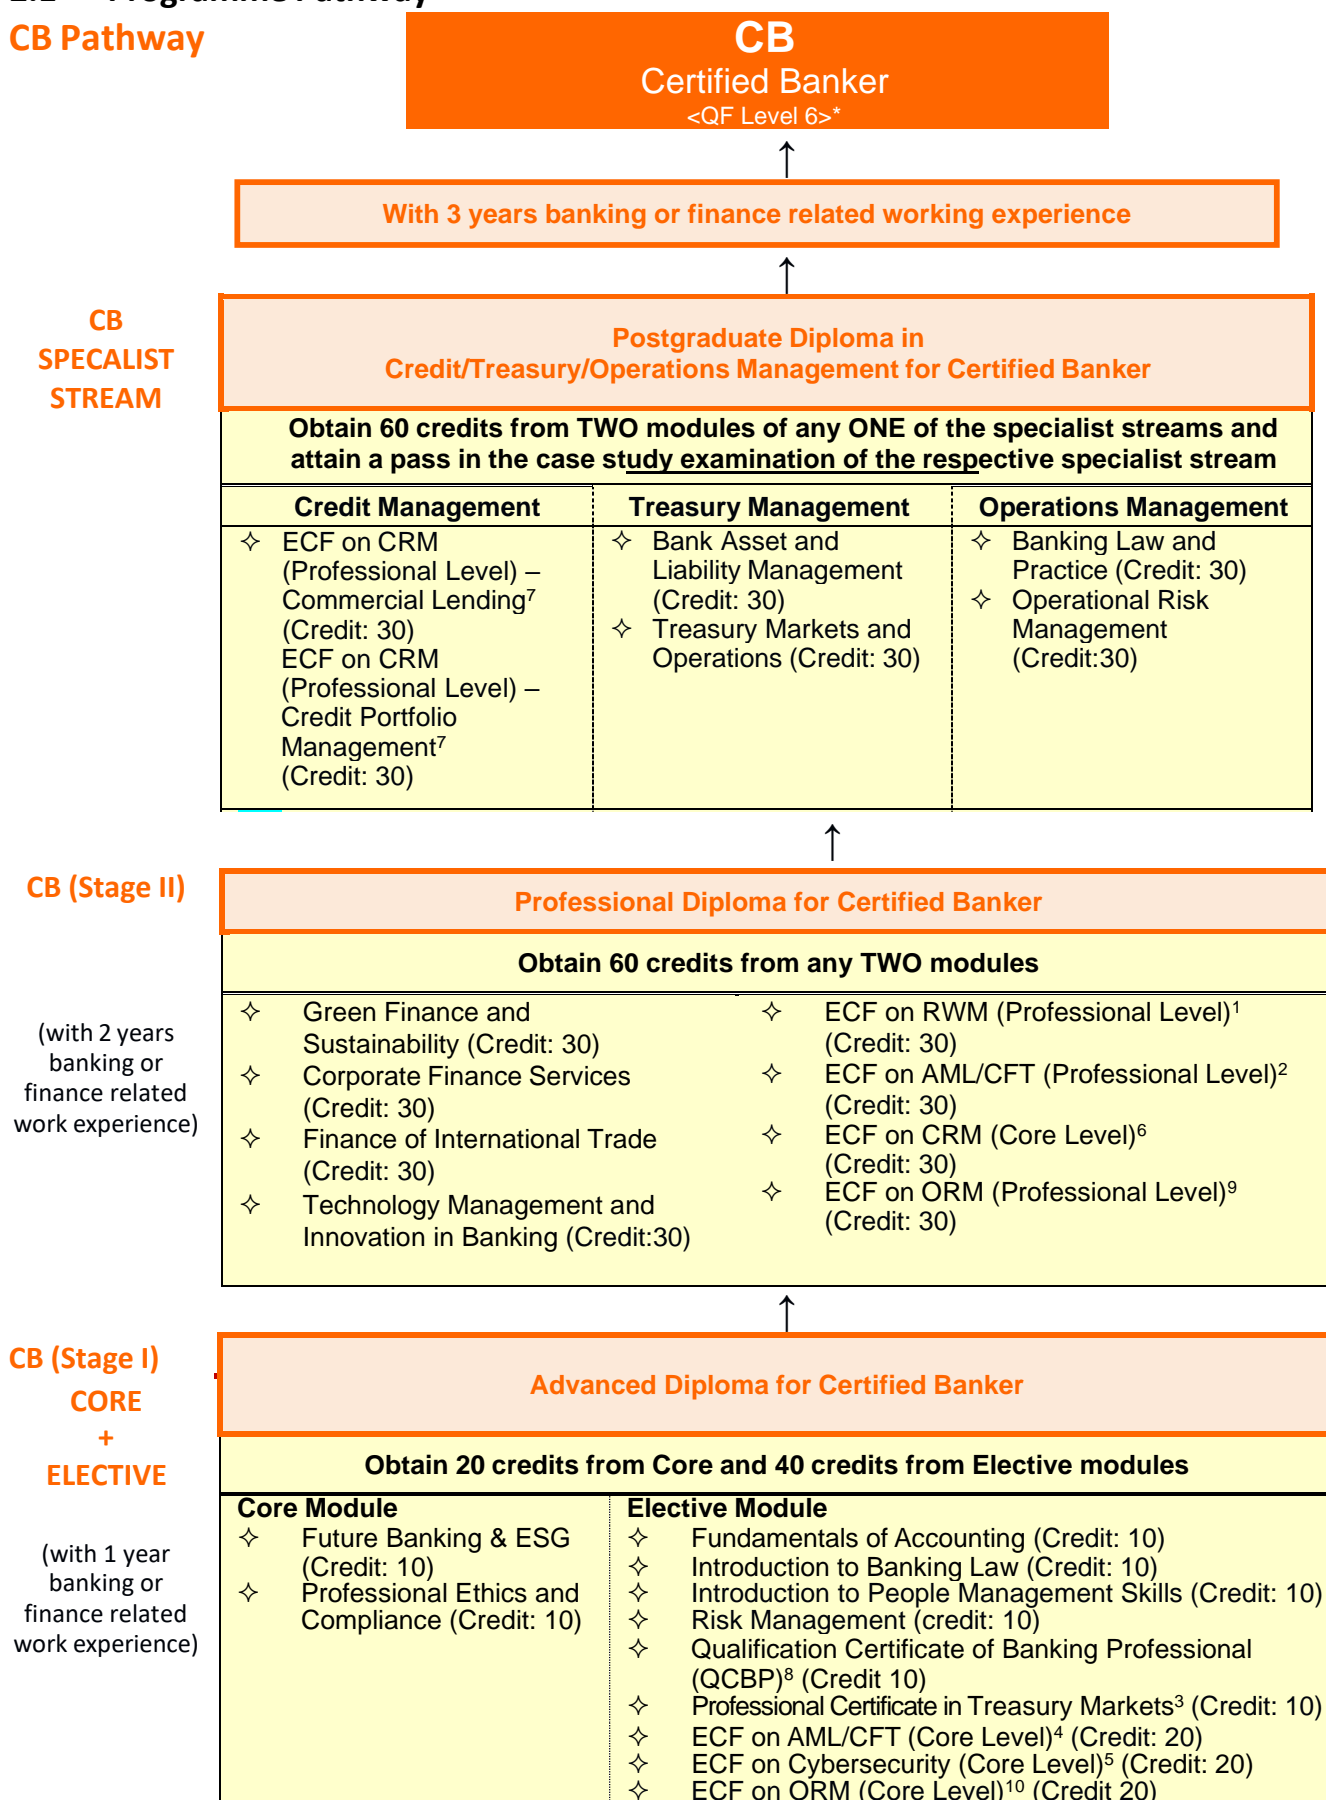 CB Pathway
CB
Certified Banker
<QF Level 6>*
↑
With 3 years banking or finance related working experience
↑
CB
SPECALIST
STREAM
Postgraduate Diploma in
Credit/Treasury/Operations Management for Certified Banker
Obtain 60 credits from TWO modules of any ONE of the specialist streams and
attain a pass in the case study examination of the respective specialist stream
Credit Management
✧ ECF on CRM
(Professional Level) –
Commercial Lending⁷
(Credit: 30)
ECF on CRM
(Professional Level) –
Credit Portfolio
Management⁷
(Credit: 30)
Treasury Management
✧ Bank Asset and
Liability Management
(Credit: 30)
✧ Treasury Markets and
Operations (Credit: 30)
Operations Management
✧ Banking Law and
Practice (Credit: 30)
✧ Operational Risk
Management
(Credit:30)
↑
CB (Stage II)
(with 2 years
banking or
finance related
work experience)
Professional Diploma for Certified Banker
Obtain 60 credits from any TWO modules
✧ Green Finance and
Sustainability (Credit: 30)
✧ Corporate Finance Services
(Credit: 30)
✧ Finance of International Trade
(Credit: 30)
✧ Technology Management and
Innovation in Banking (Credit:30)
✧ ECF on RWM (Professional Level)¹
(Credit: 30)
✧ ECF on AML/CFT (Professional Level)²
(Credit: 30)
✧ ECF on CRM (Core Level)⁶
(Credit: 30)
✧ ECF on ORM (Professional Level)⁹
(Credit: 30)
↑
CB (Stage I)
CORE
+
ELECTIVE
(with 1 year
banking or
finance related
work experience)
Advanced Diploma for Certified Banker
Obtain 20 credits from Core and 40 credits from Elective modules
Core Module
✧ Future Banking & ESG
(Credit: 10)
✧ Professional Ethics and
Compliance (Credit: 10)
Elective Module
✧ Fundamentals of Accounting (Credit: 10)
✧ Introduction to Banking Law (Credit: 10)
✧ Introduction to People Management Skills (Credit: 10)
✧ Risk Management (credit: 10)
✧ Qualification Certificate of Banking Professional
(QCBP)⁸ (Credit 10)
✧ Professional Certificate in Treasury Markets³ (Credit: 10)
✧ ECF on AML/CFT (Core Level)⁴ (Credit: 20)
✧ ECF on Cybersecurity (Core Level)⁵ (Credit: 20)
✧ ECF on ORM (Core Level)¹⁰ (Credit 20)